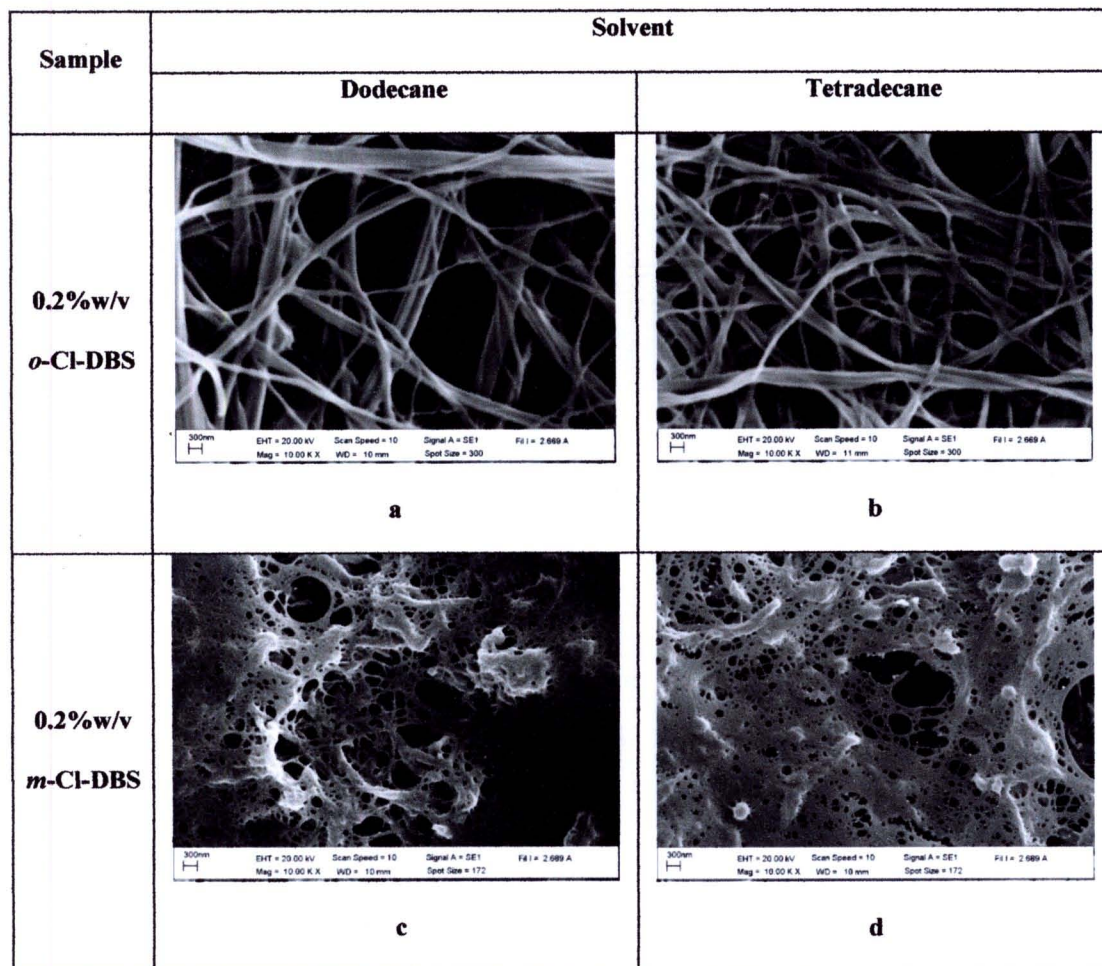 Sample
Solvent
Dodecane
Tetradecane
0.2%w/v
o-Cl-DBS
300nm
EHT = 20.00 kV Scan Speed = 10 Signal A = SE1 Fil I = 2.669 A
Mag = 10.00 K X WD = 10 mm Spot Size = 300
a
300nm
EHT = 20.00 kV Scan Speed = 10 Signal A = SE1 Fil I = 2.669 A
Mag = 10.00 K X WD = 11 mm Spot Size = 300
b
0.2%w/v
m-Cl-DBS
300nm
EHT = 20.00 kV Scan Speed = 10 Signal A = SE1 Fil I = 2.689 A
Mag = 10.00 K X WD = 10 mm Spot Size = 172
c
300nm
EHT = 20.00 kV Scan Speed = 10 Signal A = SE1 Fil I = 2.689 A
Mag = 10.00 K X WD = 10 mm Spot Size = 172
d